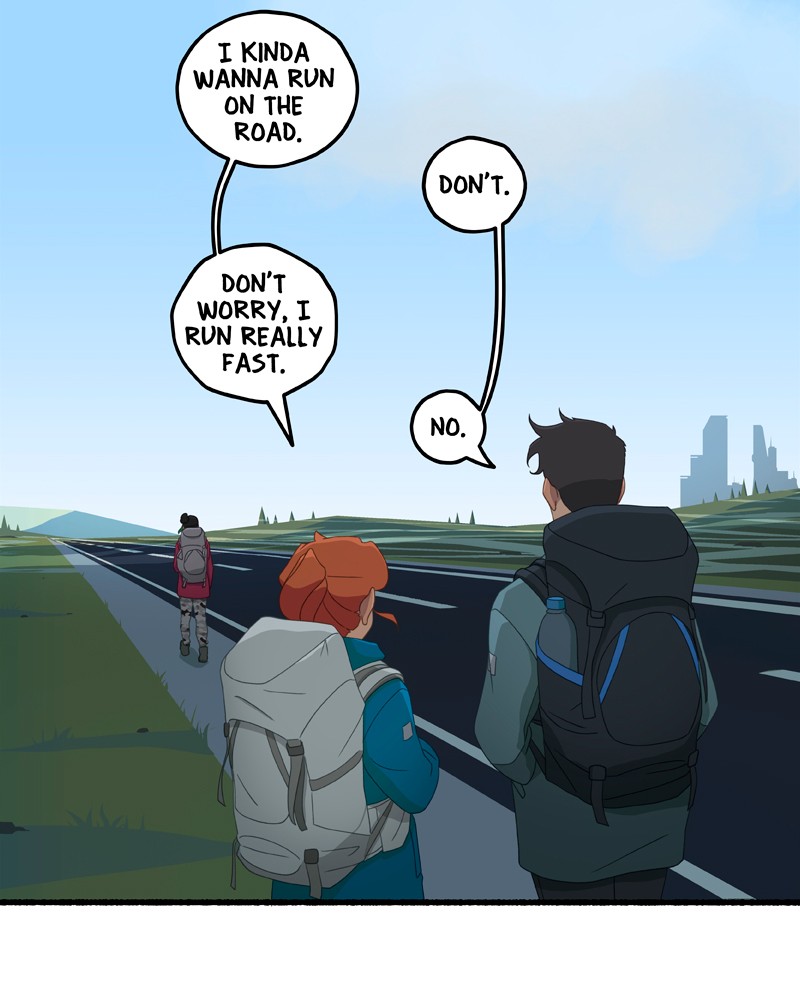 I KINDA
WANNA RUN
ON THE
ROAD.
DON'T.
DON'T
WORRY, I
RUN REALLY
FAST.
NO.